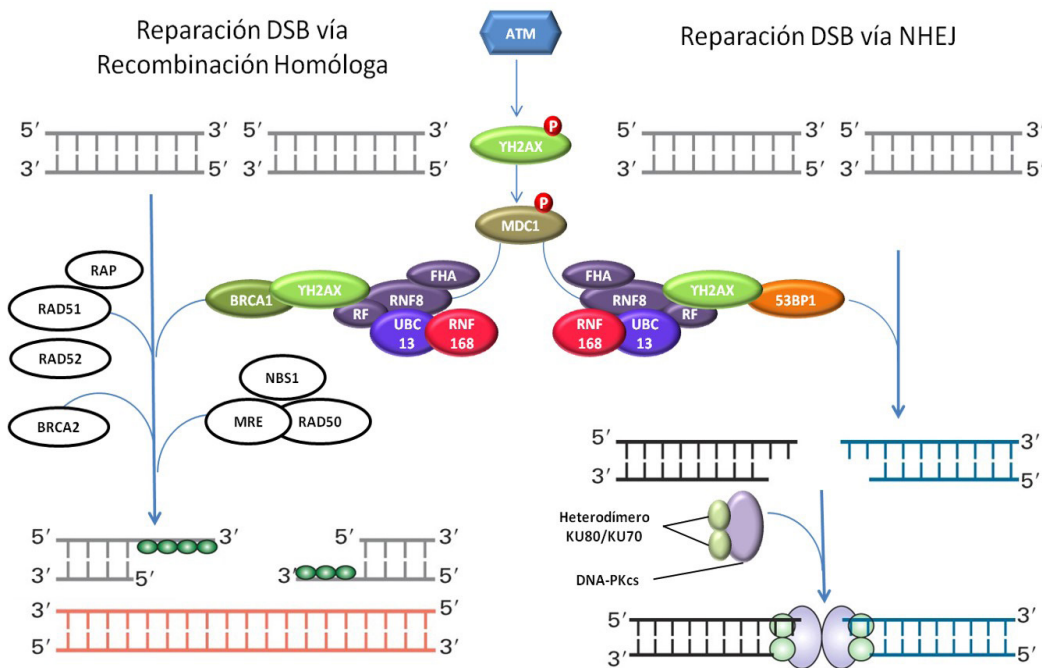 Reparación DSB vía
Recombinación Homóloga
ATM
Reparación DSB vía NHEJ
5′ 3′ 5′ 3′
3′ 5′ 3′ 5′
P
YH2AX
5′ 3′ 5′ 3′
3′ 5′ 3′ 5′
P
MDC1
RAP
RAD51
RAD52
BRCA2
BRCA1
YH2AX
FHA
RNF8
RF
UBC
13
RNF
168
NBS1
MRE
RAD50
FHA
RNF8
YH2AX
53BP1
RF
RNF
168
UBC
13
5′ 3′
3′ 5′
Heterodímero
KU80/KU70
DNA-PKcs
5′ 3′ 5′
3′ 5′ 3′ 5′
3′ 5′
5′ 3′
5′ 3′
3′ 5′